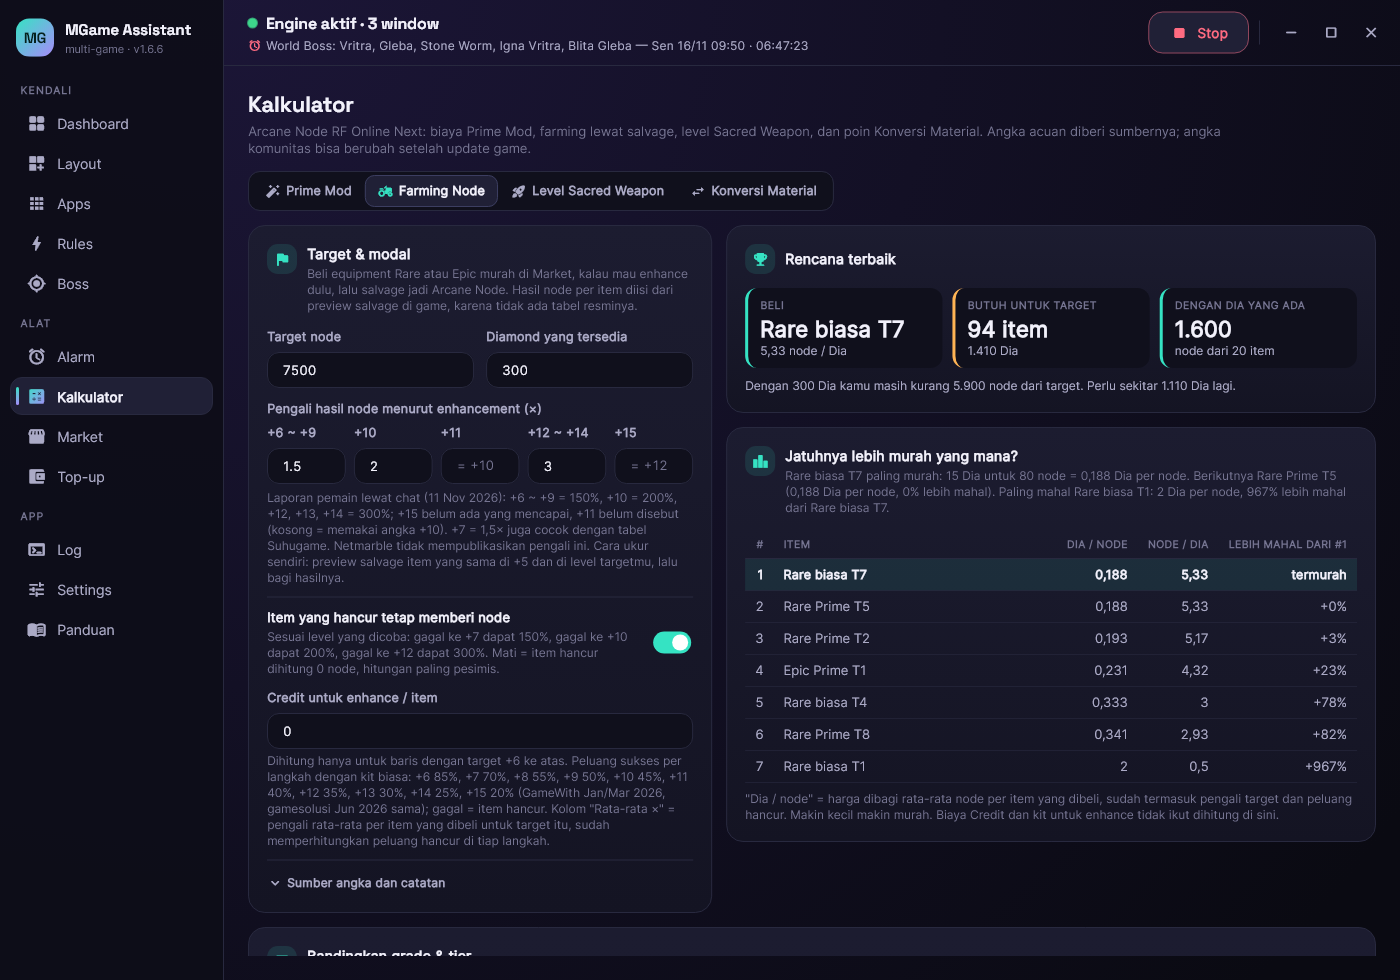 MG
MGame Assistant
multi-game · v1.6.6
KENDALI
Dashboard
Layout
Apps
Rules
Boss
ALAT
Alarm
Kalkulator
Market
Top-up
APP
Log
Settings
Panduan
Engine aktif · 3 window
World Boss: Vritra, Gleba, Stone Worm, Igna Vritra, Blita Gleba — Sen 16/11 09:50 · 06:47:23
Stop
Kalkulator
Arcane Node RF Online Next: biaya Prime Mod, farming lewat salvage, level Sacred Weapon, dan poin Konversi Material. Angka acuan diberi sumbernya; angka
komunitas bisa berubah setelah update game.
Prime Mod
Farming Node
Level Sacred Weapon
Konversi Material
Target & modal
Beli equipment Rare atau Epic murah di Market, kalau mau enhance
dulu, lalu salvage jadi Arcane Node. Hasil node per item diisi dari
preview salvage di game, karena tidak ada tabel resminya.
Target node
Diamond yang tersedia
7500
300
Pengali hasil node menurut enhancement (×)
+6 ~ +9
+10
+11
+12 ~ +14
+15
1.5
2
= +10
3
= +12
Laporan pemain lewat chat (11 Nov 2026): +6 ~ +9 = 150%, +10 = 200%,
+12, +13, +14 = 300%; +15 belum ada yang mencapai, +11 belum disebut
(kosong = memakai angka +10). +7 = 1,5× juga cocok dengan tabel
Suhugame. Netmarble tidak mempublikasikan pengali ini. Cara ukur
sendiri: preview salvage item yang sama di +5 dan di level targetmu, lalu
bagi hasilnya.
Item yang hancur tetap memberi node
Sesuai level yang dicoba: gagal ke +7 dapat 150%, gagal ke +10
dapat 200%, gagal ke +12 dapat 300%. Mati = item hancur
dihitung 0 node, hitungan paling pesimis.
Credit untuk enhance / item
0
Dihitung hanya untuk baris dengan target +6 ke atas. Peluang sukses per
langkah dengan kit biasa: +6 85%, +7 70%, +8 55%, +9 50%, +10 45%, +11
40%, +12 35%, +13 30%, +14 25%, +15 20% (GameWith Jan/Mar 2026,
gamesolusi Jun 2026 sama); gagal = item hancur. Kolom "Rata-rata ×" =
pengali rata-rata per item yang dibeli untuk target itu, sudah
memperhitungkan peluang hancur di tiap langkah.
Sumber angka dan catatan
Rencana terbaik
BELI
Rare biasa T7
5,33 node / Dia
BUTUH UNTUK TARGET
94 item
1.410 Dia
DENGAN DIA YANG ADA
1.600
node dari 20 item
Dengan 300 Dia kamu masih kurang 5.900 node dari target. Perlu sekitar 1.110 Dia lagi.
Jatuhnya lebih murah yang mana?
Rare biasa T7 paling murah: 15 Dia untuk 80 node = 0,188 Dia per node. Berikutnya Rare Prime T5
(0,188 Dia per node, 0% lebih mahal). Paling mahal Rare biasa T1: 2 Dia per node, 967% lebih mahal
dari Rare biasa T7.
# ITEM DIA / NODE NODE / DIA LEBIH MAHAL DARI #1
1 Rare biasa T7 0,188 5,33 termurah
2 Rare Prime T5 0,188 5,33 +0%
3 Rare Prime T2 0,193 5,17 +3%
4 Epic Prime T1 0,231 4,32 +23%
5 Rare biasa T4 0,333 3 +78%
6 Rare Prime T8 0,341 2,93 +82%
7 Rare biasa T1 2 0,5 +967%
"Dia / node" = harga dibagi rata-rata node per item yang dibeli, sudah termasuk pengali target dan peluang
hancur. Makin kecil makin murah. Biaya Credit dan kit untuk enhance tidak ikut dihitung di sini.
Bandingkan grade & tier